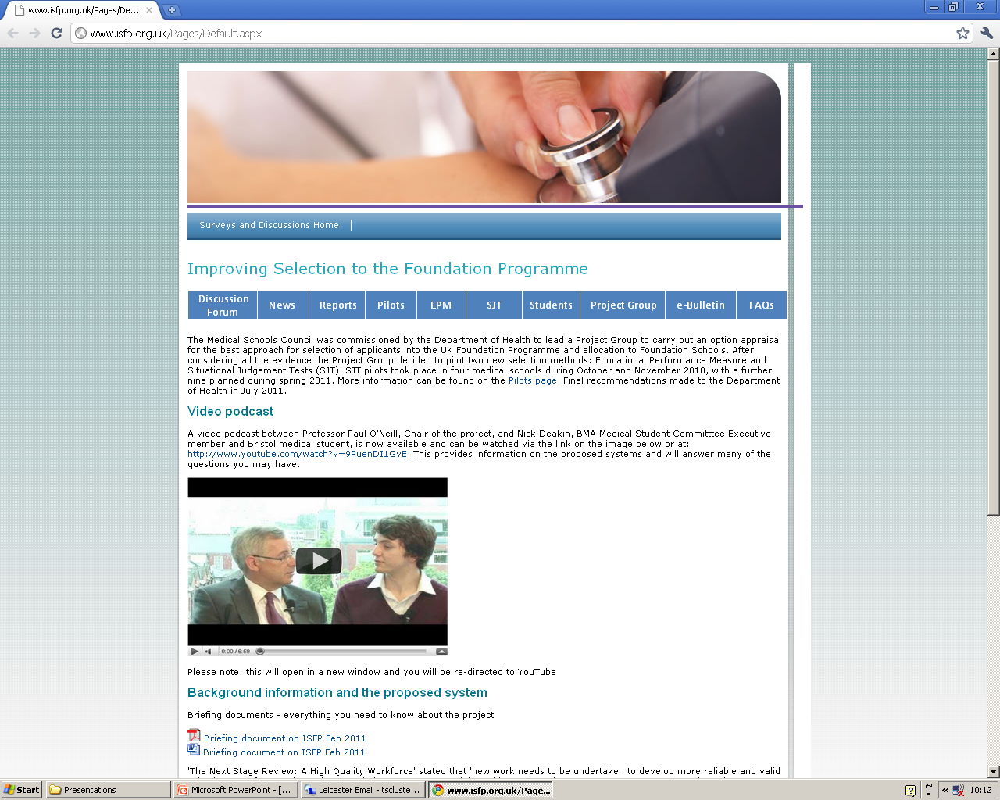 www.isfp.org.uk/Pages/De...
www.isfp.org.uk/Pages/Default.aspx
Surveys and Discussions Home
Improving Selection to the Foundation Programme
Discussion Forum News Reports Pilots EPM SJT Students Project Group e-Bulletin FAQs
The Medical Schools Council was commissioned by the Department of Health to lead a Project Group to carry out an option appraisal
for the best approach for selection of applicants into the UK Foundation Programme and allocation to Foundation Schools. After
considering all the evidence the Project Group decided to pilot two new selection methods: Educational Performance Measure and
Situational Judgement Tests (SJT). SJT pilots took place in four medical schools during October and November 2010, with a further
nine planned during spring 2011. More information can be found on the Pilots page. Final recommendations made to the Department
of Health in July 2011.
Video podcast
A video podcast between Professor Paul O'Neill, Chair of the project, and Nick Deakin, BMA Medical Student Committtee Executive
member and Bristol medical student, is now available and can be watched via the link on the image below or at:
http://www.youtube.com/watch?v=9PuenDI1GvE. This provides information on the proposed systems and will answer many of the
questions you may have.
0:00 / 6:59
Please note: this will open in a new window and you will be re-directed to YouTube
Background information and the proposed system
Briefing documents - everything you need to know about the project
Briefing document on ISFP Feb 2011
Briefing document on ISFP Feb 2011
'The Next Stage Review: A High Quality Workforce' stated that 'new work needs to be undertaken to develop more reliable and valid
Start Presentations Microsoft PowerPoint - [... Leicester Email - tscluste... www.isfp.org.uk/Page... 10:12